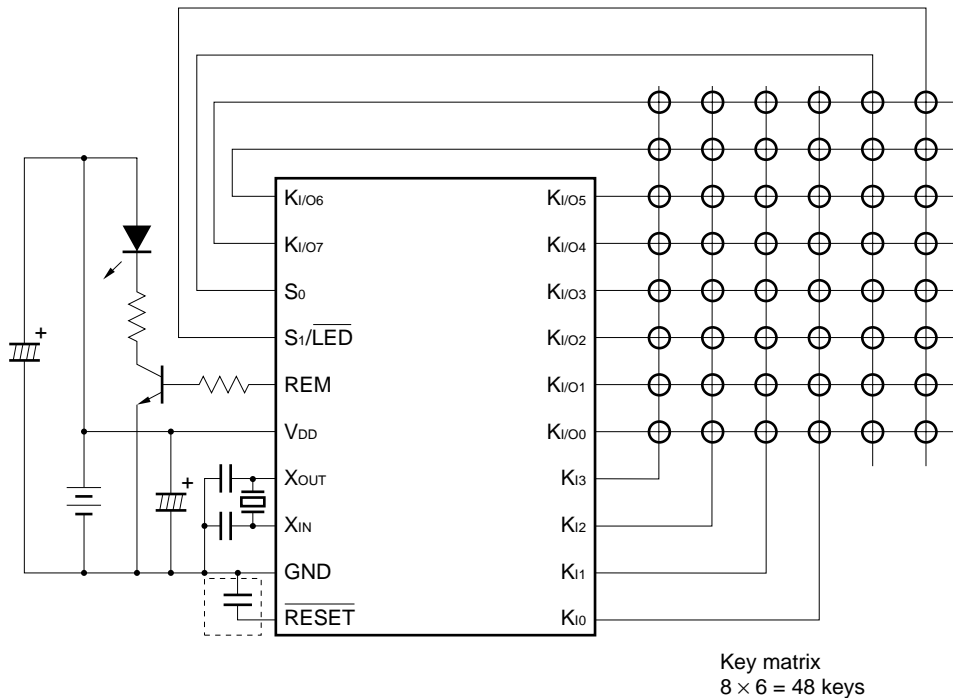 KI/O6
KI/O7
S0
S1/LED
REM
VDD
XOUT
XIN
GND
RESET
KI/O5
KI/O4
KI/O3
KI/O2
KI/O1
KI/O0
KI3
KI2
KI1
KI0
+
+
Key matrix
8 × 6 = 48 keys